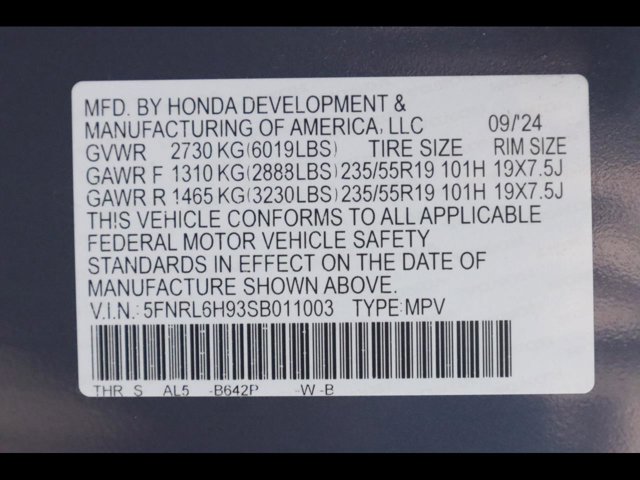 MFD. BY HONDA DEVELOPMENT &
MANUFACTURING OF AMERICA, LLC 09/'24
GVWR 2730 KG(6019LBS) TIRE SIZE RIM SIZE
GAWR F 1310 KG(2888LBS)235/55R19 101H 19X7.5J
GAWR R 1465 KG(3230LBS)235/55R19 101H 19X7.5J
THIS VEHICLE CONFORMS TO ALL APPLICABLE
FEDERAL MOTOR VEHICLE SAFETY
STANDARDS IN EFFECT ON THE DATE OF
MANUFACTURE SHOWN ABOVE.
V.I.N.: 5FNRL6H93SB011003 TYPE:MPV
THR S AL5 -B642P -W -B